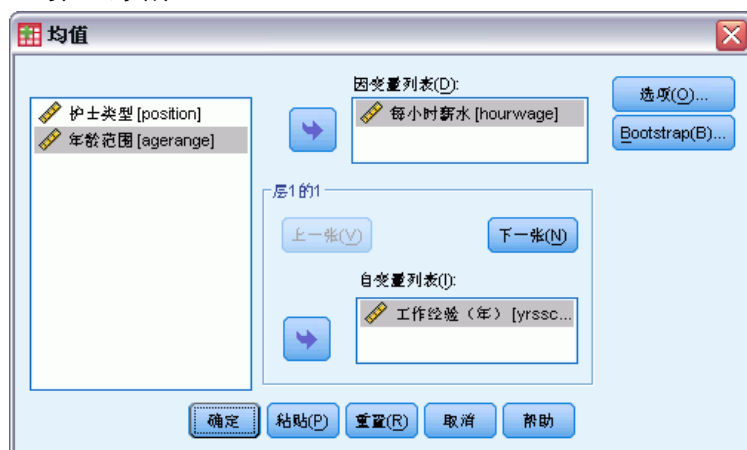 均值
因变量列表(D):
护士类型 [position]
年龄范围 [agerange]
每小时薪水 [hourwage]
选项(O)...
Bootstrap(B)...
层1的1
上一张(V)
下一张(N)
自变量列表(I):
工作经验（年） [yrssc...
确定
粘贴(P)
重置(R)
取消
帮助